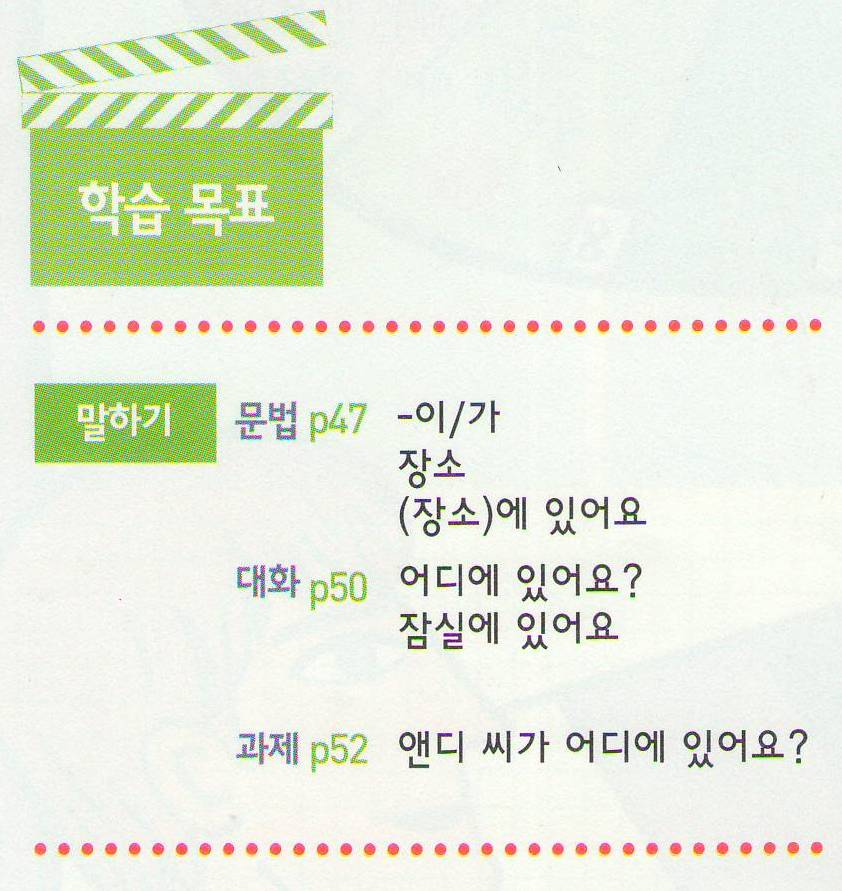 학습 목표
말하기 문법 p47 -이/가
장소
(장소)에 있어요
대화 p50 어디에 있어요?
잠실에 있어요
과제 p52 앤디 씨가 어디에 있어요?